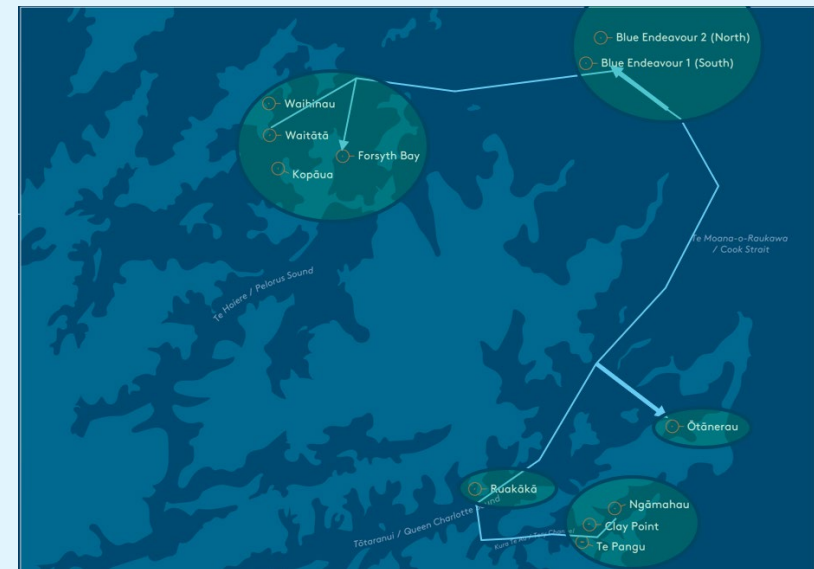 Blue Endeavour 2 (North)
Blue Endeavour 1 (South)
Waihinau
Waitātā
Forsyth Bay
Kopāua
Te Moana-o-Raukawa
/ Cook Strait
Te Hoiere / Pelorus Sound
Ōtānerau
Ruakākā
Ngāmahau
Tōtaranui / Queen Charlotte Sound
Clay Point
Te Pangu